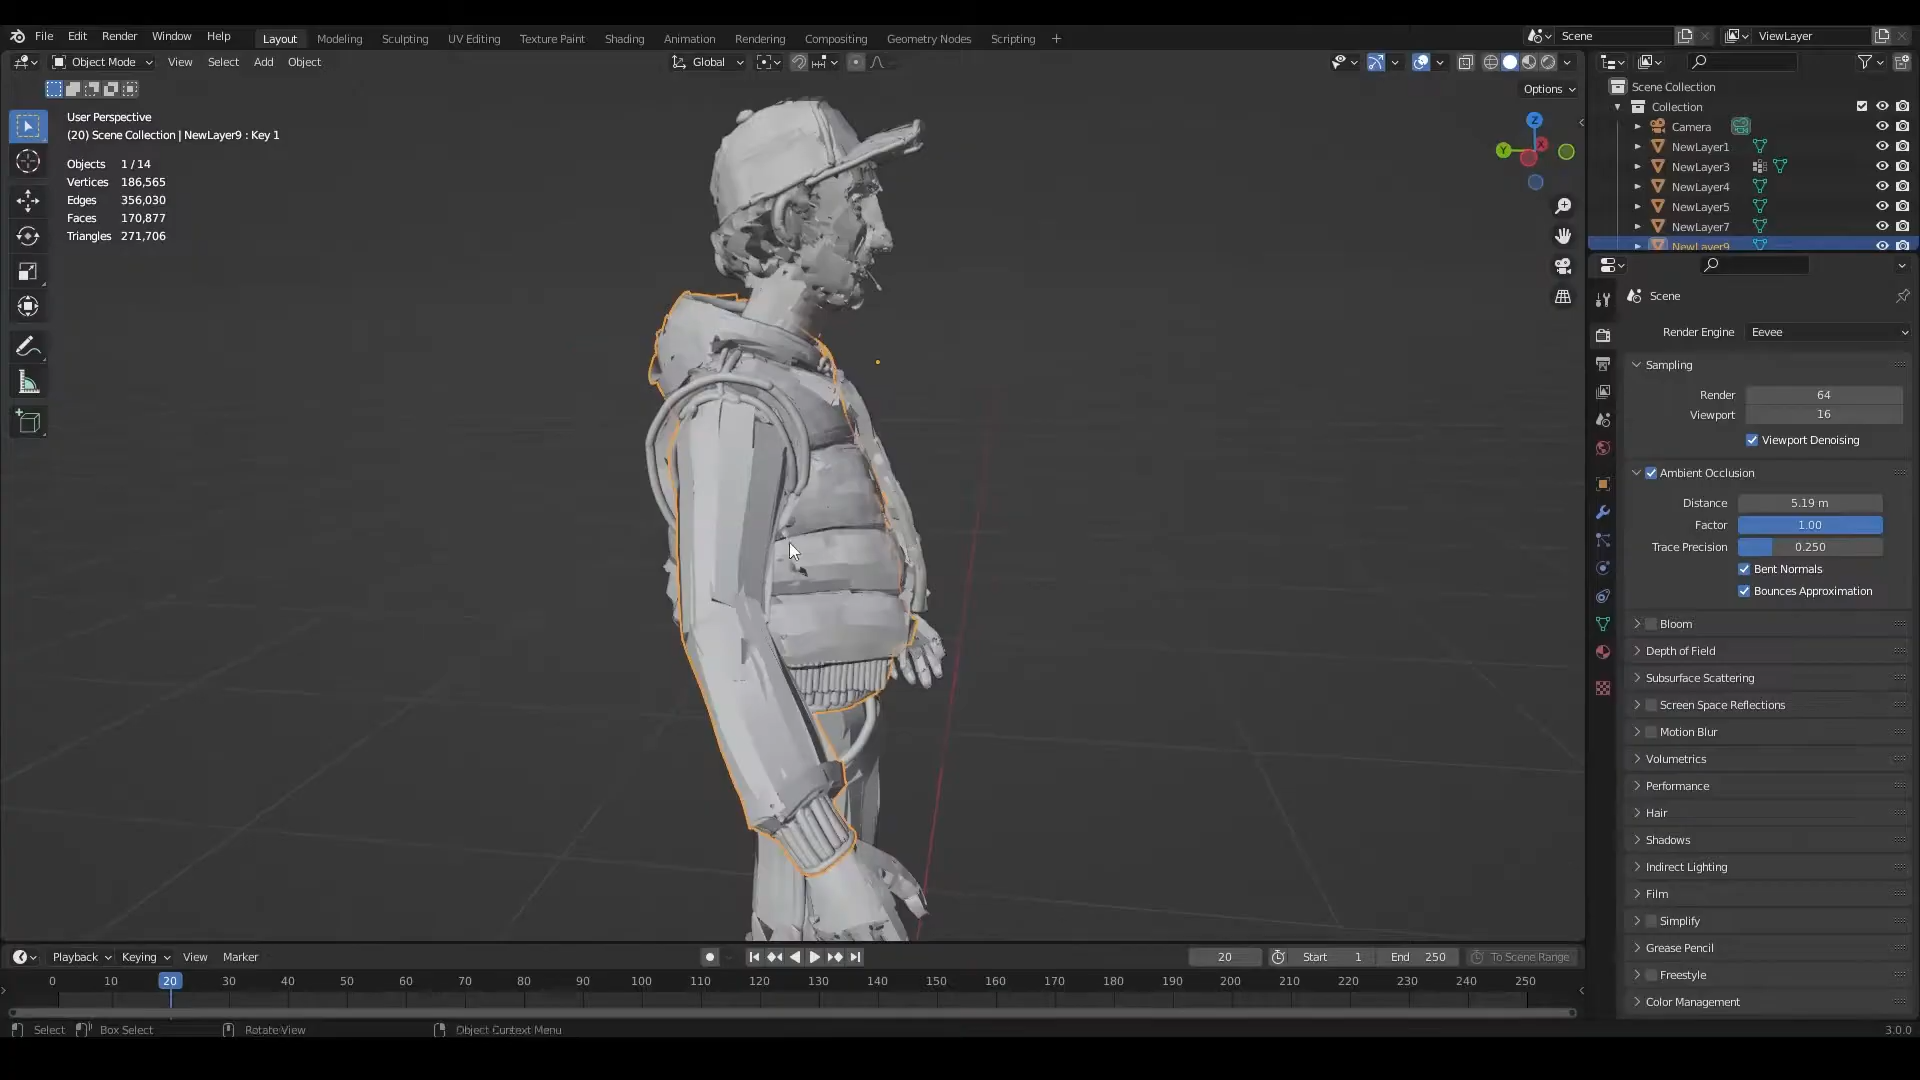 File Edit Render Window Help Layout Modeling Sculpting UV Editing Texture Paint Shading Animation Rendering Compositing Geometry Nodes Scripting + Scene ViewLayer
Object Mode View Select Add Object Global
Options
User Perspective
(20) Scene Collection | NewLayer9 : Key 1
Objects 1 / 14
Vertices 186,565
Edges 356,030
Faces 170,877
Triangles 271,706
Z
Y
X
Scene Collection
Collection
Camera
NewLayer1
NewLayer3
NewLayer4
NewLayer5
NewLayer7
NewLayer9
Scene
Render Engine Eevee
Sampling
Render 64
Viewport 16
Viewport Denoising
Ambient Occlusion
Distance 5.19 m
Factor 1.00
Trace Precision 0.250
Bent Normals
Bounces Approximation
Bloom
Depth of Field
Subsurface Scattering
Screen Space Reflections
Motion Blur
Volumetrics
Performance
Hair
Shadows
Indirect Lighting
Film
Simplify
Grease Pencil
Freestyle
Color Management
Playback Keying View Marker 20 Start 1 End 250 To Scene Range
0 10 20 30 40 50 60 70 80 90 100 110 120 130 140 150 160 170 180 190 200 210 220 230 240 250
Select Box Select Rotate View Object Context Menu 3.0.0